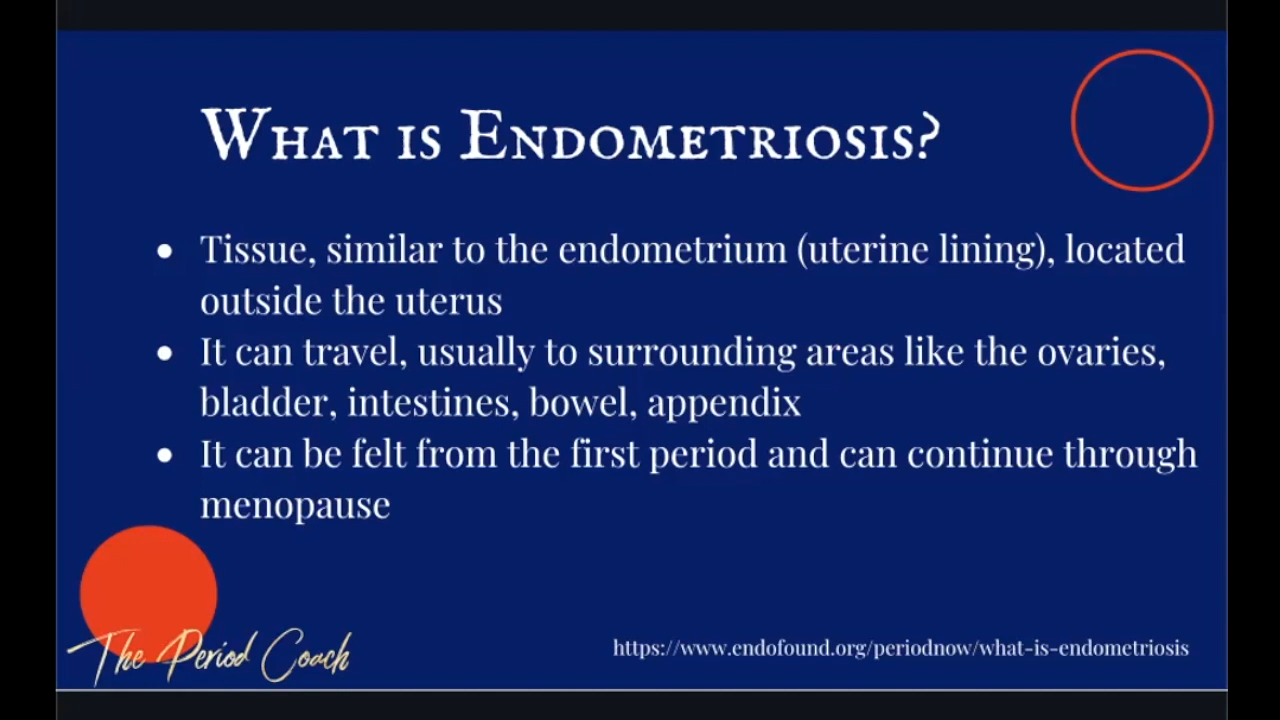 What is Endometriosis?
• Tissue, similar to the endometrium (uterine lining), located
outside the uterus
• It can travel, usually to surrounding areas like the ovaries,
bladder, intestines, bowel, appendix
• It can be felt from the first period and can continue through
menopause
The Period Coach
https://www.endofound.org/periodnow/what-is-endometriosis